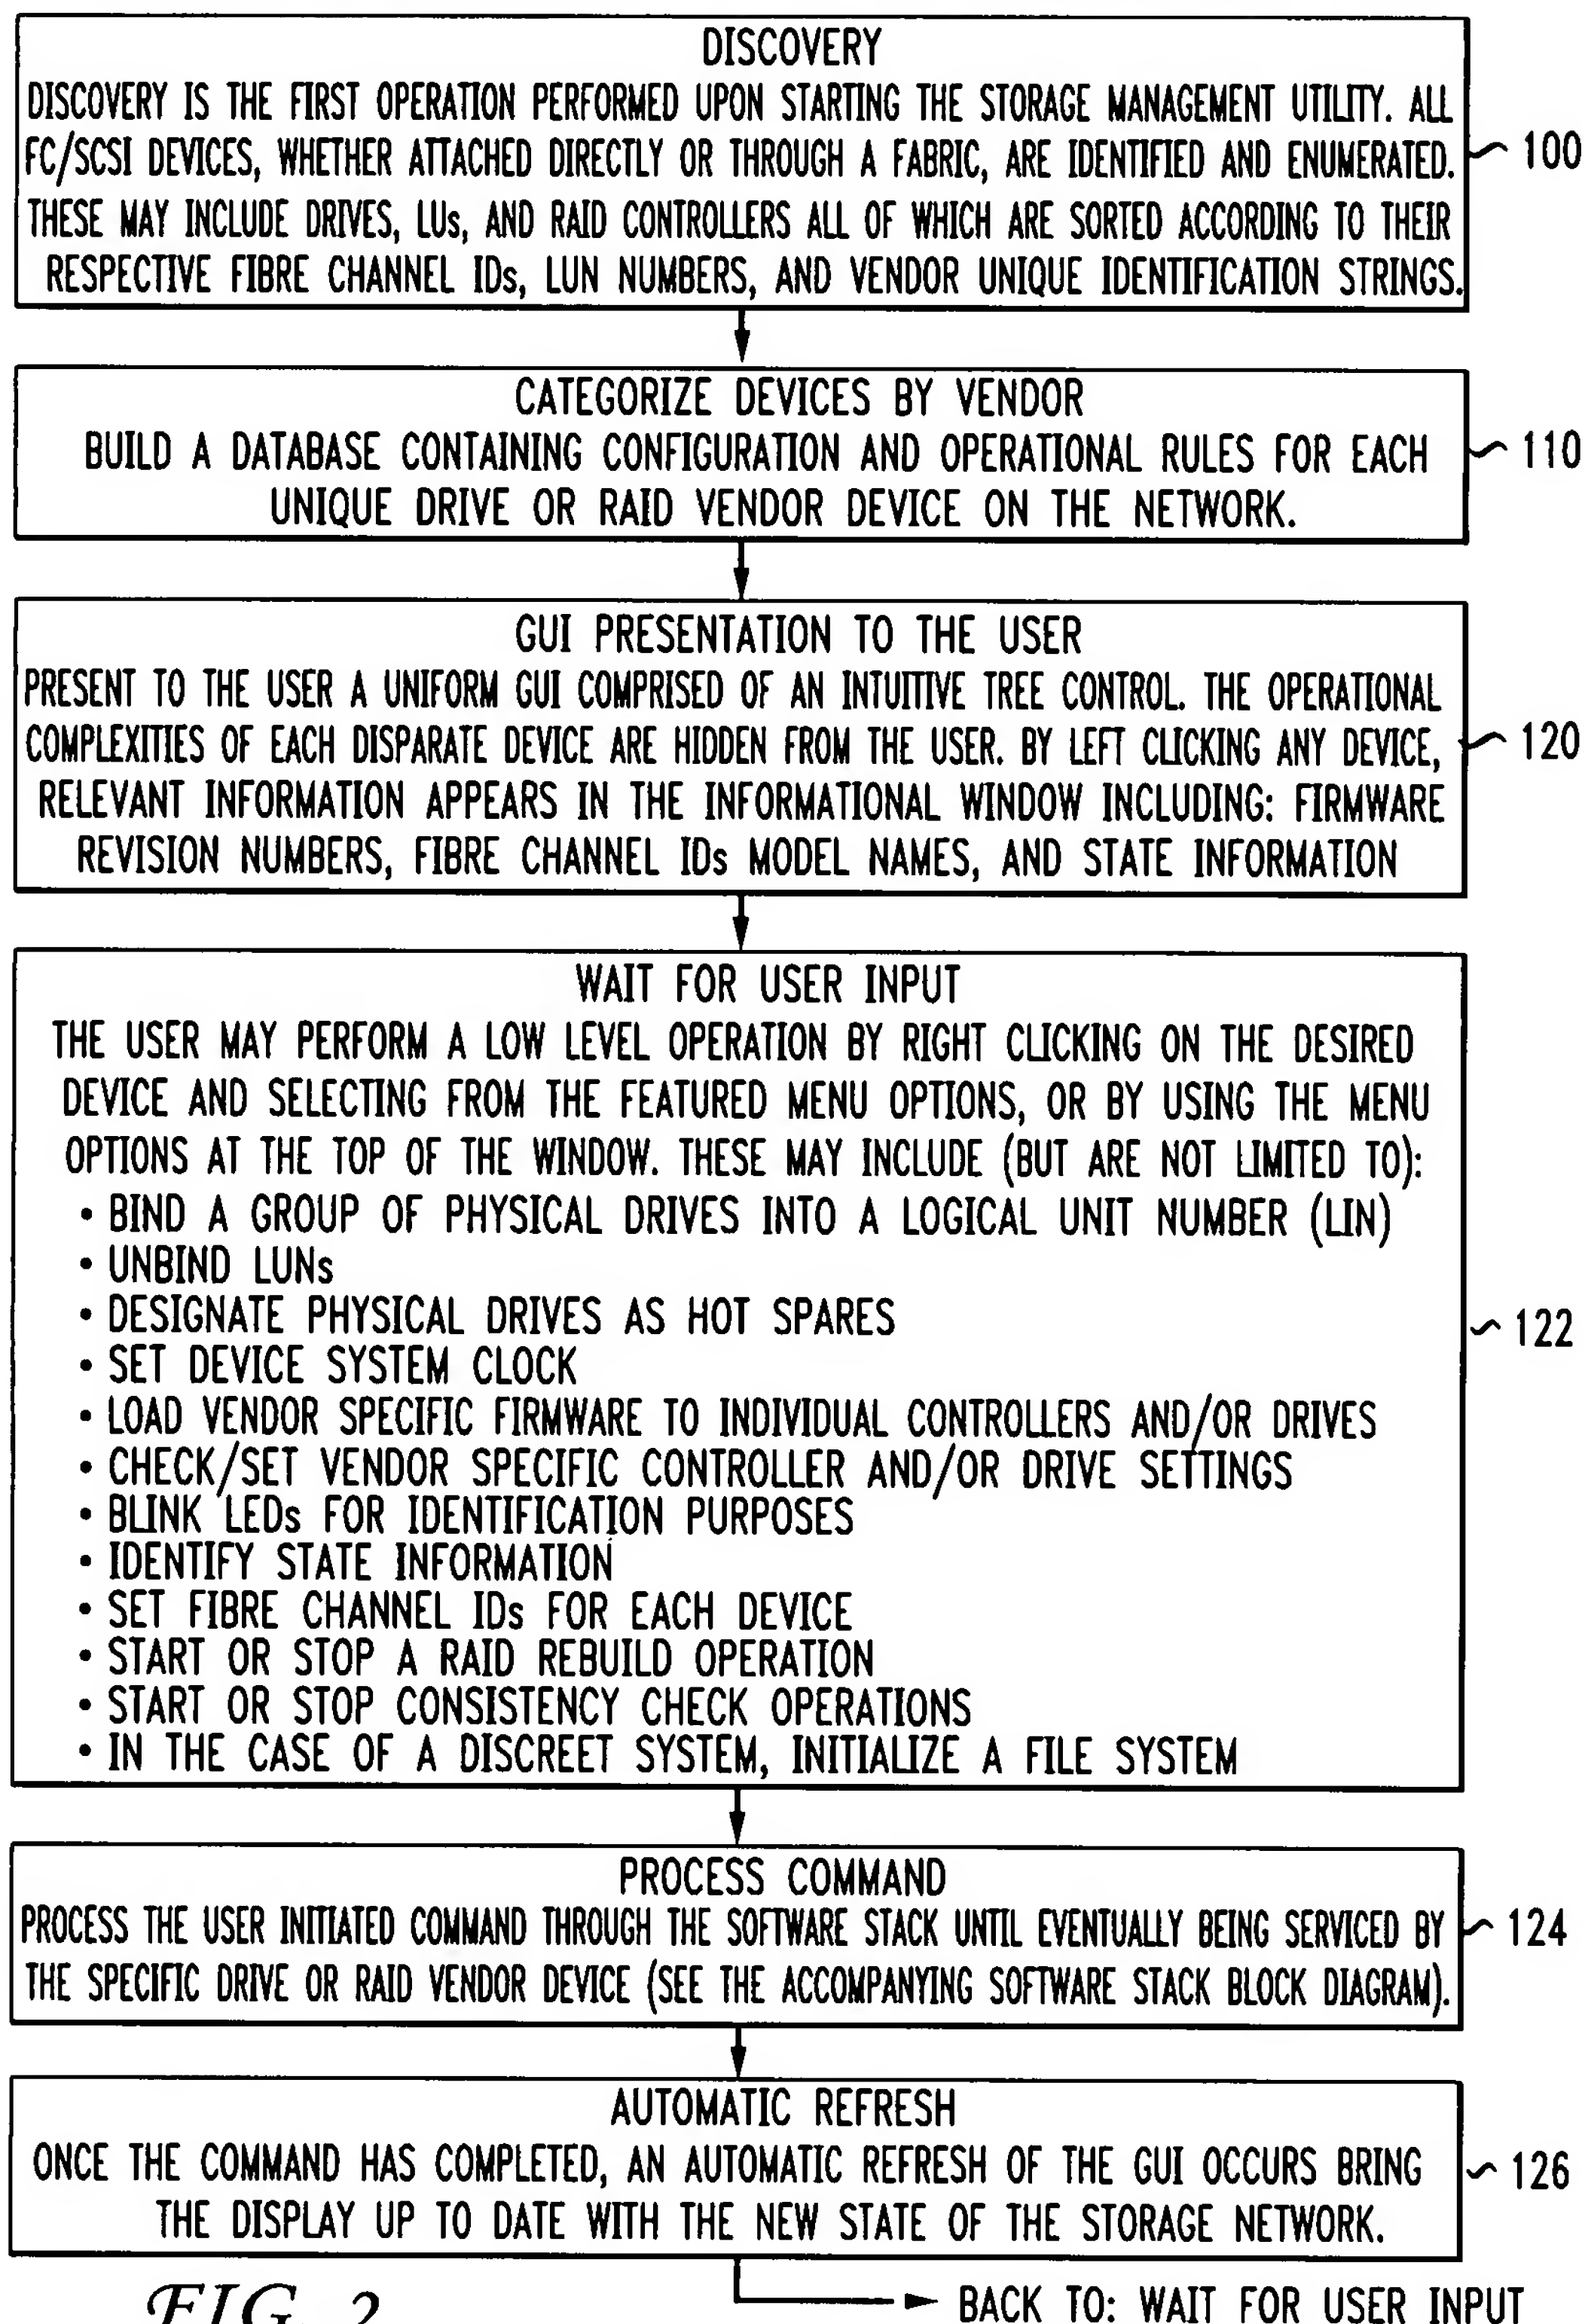 DISCOVERY
DISCOVERY IS THE FIRST OPERATION PERFORMED UPON STARTING THE STORAGE MANAGEMENT UTILITY. ALL
FC/SCSI DEVICES, WHETHER ATTACHED DIRECTLY OR THROUGH A FABRIC, ARE IDENTIFIED AND ENUMERATED.
100
THESE MAY INCLUDE DRIVES, LUs, AND RAID CONTROLLERS ALL OF WHICH ARE SORTED ACCORDING TO THEIR
RESPECTIVE FIBRE CHANNEL IDs, LUN NUMBERS, AND VENDOR UNIQUE IDENTIFICATION STRINGS.
CATEGORIZE DEVICES BY VENDOR
BUILD A DATABASE CONTAINING CONFIGURATION AND OPERATIONAL RULES FOR EACH
110
UNIQUE DRIVE OR RAID VENDOR DEVICE ON THE NETWORK.
GUI PRESENTATION TO THE USER
PRESENT TO THE USER A UNIFORM GUI COMPRISED OF AN INTUITIVE TREE CONTROL. THE OPERATIONAL
COMPLEXITIES OF EACH DISPARATE DEVICE ARE HIDDEN FROM THE USER. BY LEFT CLICKING ANY DEVICE,
120
RELEVANT INFORMATION APPEARS IN THE INFORMATIONAL WINDOW INCLUDING: FIRMWARE
REVISION NUMBERS, FIBRE CHANNEL IDs MODEL NAMES, AND STATE INFORMATION
WAIT FOR USER INPUT
THE USER MAY PERFORM A LOW LEVEL OPERATION BY RIGHT CLICKING ON THE DESIRED
DEVICE AND SELECTING FROM THE FEATURED MENU OPTIONS, OR BY USING THE MENU
OPTIONS AT THE TOP OF THE WINDOW. THESE MAY INCLUDE (BUT ARE NOT LIMITED TO):
• BIND A GROUP OF PHYSICAL DRIVES INTO A LOGICAL UNIT NUMBER (LIN)
• UNBIND LUNs
• DESIGNATE PHYSICAL DRIVES AS HOT SPARES
122
• SET DEVICE SYSTEM CLOCK
• LOAD VENDOR SPECIFIC FIRMWARE TO INDIVIDUAL CONTROLLERS AND/OR DRIVES
• CHECK/SET VENDOR SPECIFIC CONTROLLER AND/OR DRIVE SETTINGS
• BLINK LEDs FOR IDENTIFICATION PURPOSES
• IDENTIFY STATE INFORMATION
• SET FIBRE CHANNEL IDs FOR EACH DEVICE
• START OR STOP A RAID REBUILD OPERATION
• START OR STOP CONSISTENCY CHECK OPERATIONS
• IN THE CASE OF A DISCREET SYSTEM, INITIALIZE A FILE SYSTEM
PROCESS COMMAND
PROCESS THE USER INITIATED COMMAND THROUGH THE SOFTWARE STACK UNTIL EVENTUALLY BEING SERVICED BY
124
THE SPECIFIC DRIVE OR RAID VENDOR DEVICE (SEE THE ACCOMPANYING SOFTWARE STACK BLOCK DIAGRAM).
AUTOMATIC REFRESH
ONCE THE COMMAND HAS COMPLETED, AN AUTOMATIC REFRESH OF THE GUI OCCURS BRING
126
THE DISPLAY UP TO DATE WITH THE NEW STATE OF THE STORAGE NETWORK.
BACK TO: WAIT FOR USER INPUT
FIG. 2